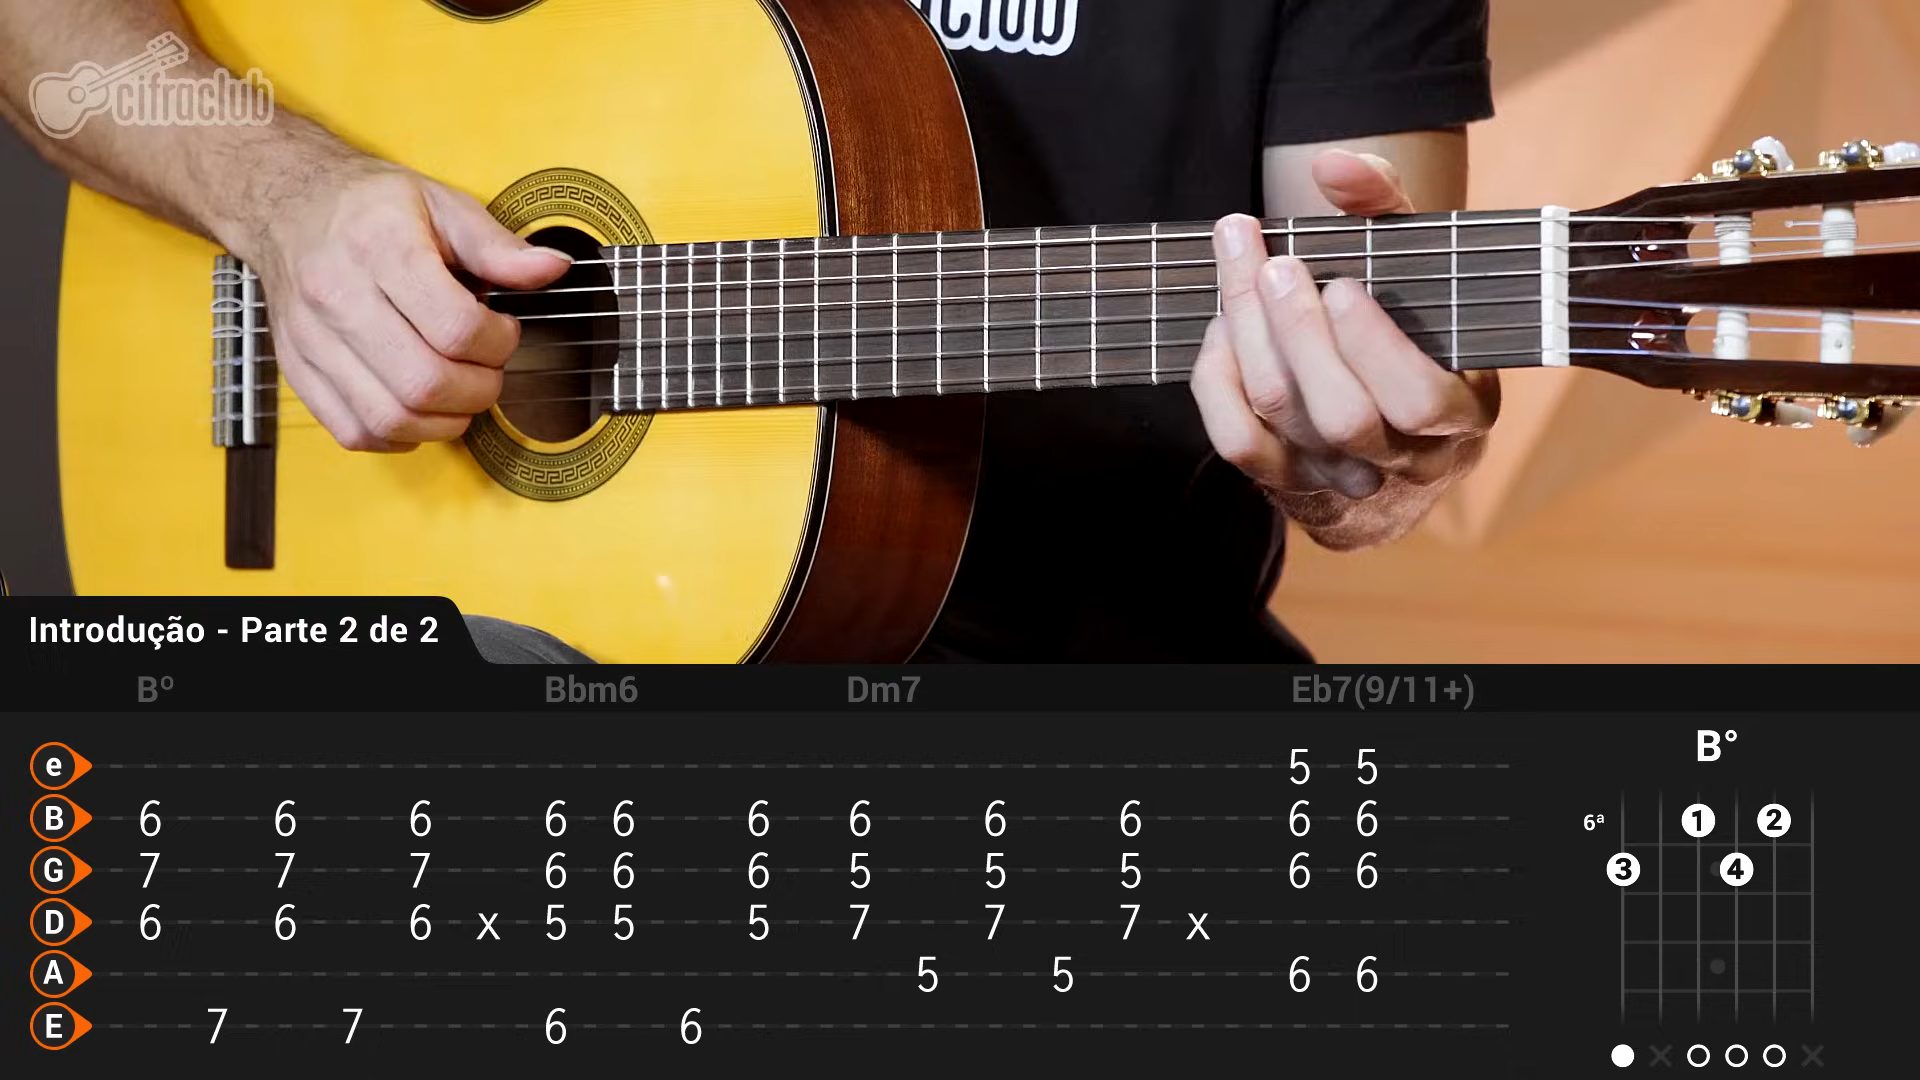 cifraclub
club
Introdução - Parte 2 de 2
Bº Bbm6 Dm7 Eb7(9/11+)
B°
e 5 5
B 6 6 6 6 6 6 6 6 6 6 6
6ª 1 2
G 7 7 7 6 6 6 5 5 5 6 6
3 4
D 6 6 6 x 5 5 5 7 7 7 x
A 5 5 6 6
E 7 7 6 6